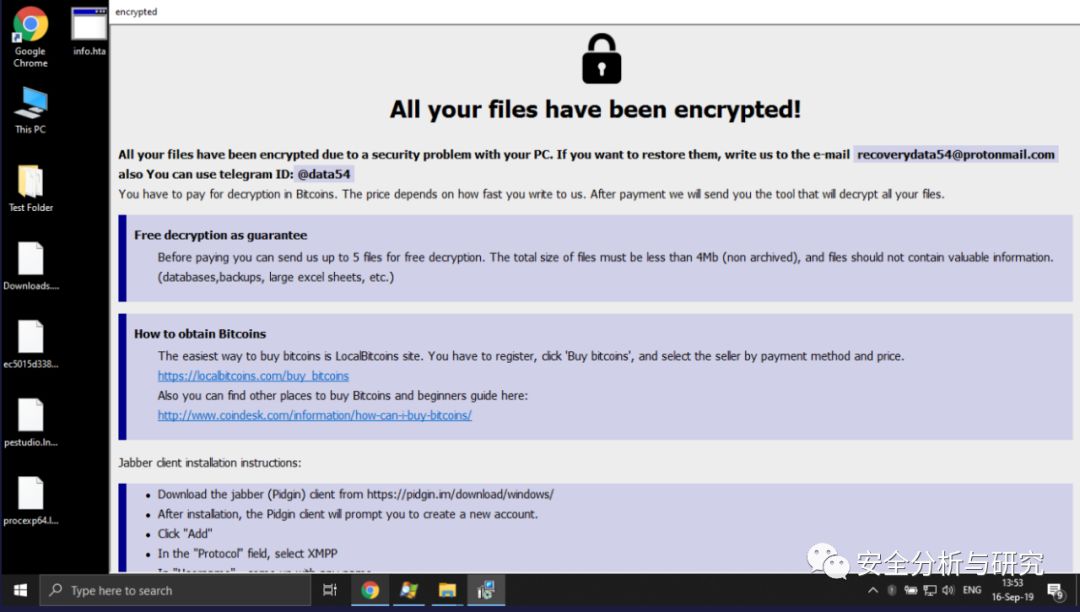 encrypted
Google
Chrome
info.hta
This PC
Test Folder
Downloads....
ec5015d338...
pestudio.In...
procexp64.I...
All your files have been encrypted!
All your files have been encrypted due to a security problem with your PC. If you want to restore them, write us to the e-mail recoverydata54@protonmail.com
also You can use telegram ID: @data54
You have to pay for decryption in Bitcoins. The price depends on how fast you write to us. After payment we will send you the tool that will decrypt all your files.
Free decryption as guarantee
Before paying you can send us up to 5 files for free decryption. The total size of files must be less than 4Mb (non archived), and files should not contain valuable information.
(databases,backups, large excel sheets, etc.)
How to obtain Bitcoins
The easiest way to buy bitcoins is LocalBitcoins site. You have to register, click 'Buy bitcoins', and select the seller by payment method and price.
https://localbitcoins.com/buy_bitcoins
Also you can find other places to buy Bitcoins and beginners guide here:
http://www.coindesk.com/information/how-can-i-buy-bitcoins/
Jabber client installation instructions:
• Download the jabber (Pidgin) client from https://pidgin.im/download/windows/
• After installation, the Pidgin client will prompt you to create a new account.
• Click "Add"
• In the "Protocol" field, select XMPP
安全分析与研究
Type here to search
ENG
13:53
16-Sep-19
9